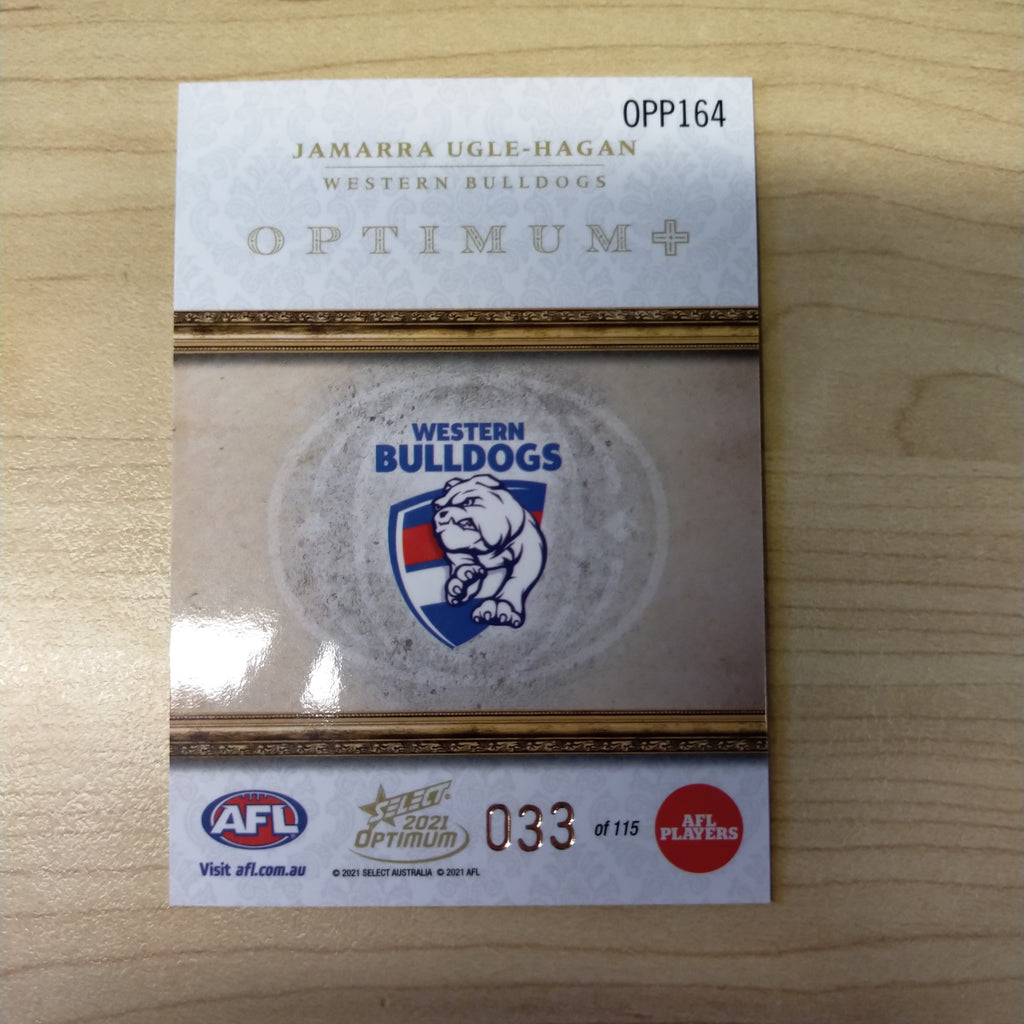 OPP164
JAMARRA UGLE-HAGAN
WESTERN BULLDOGS
OPTIMUM+
WESTERN
BULLDOGS
AFL
Visit afl.com.au
SELECT
2021
OPTIMUM
© 2021 SELECT AUSTRALIA © 2021 AFL
033 of 115
AFL
PLAYERS